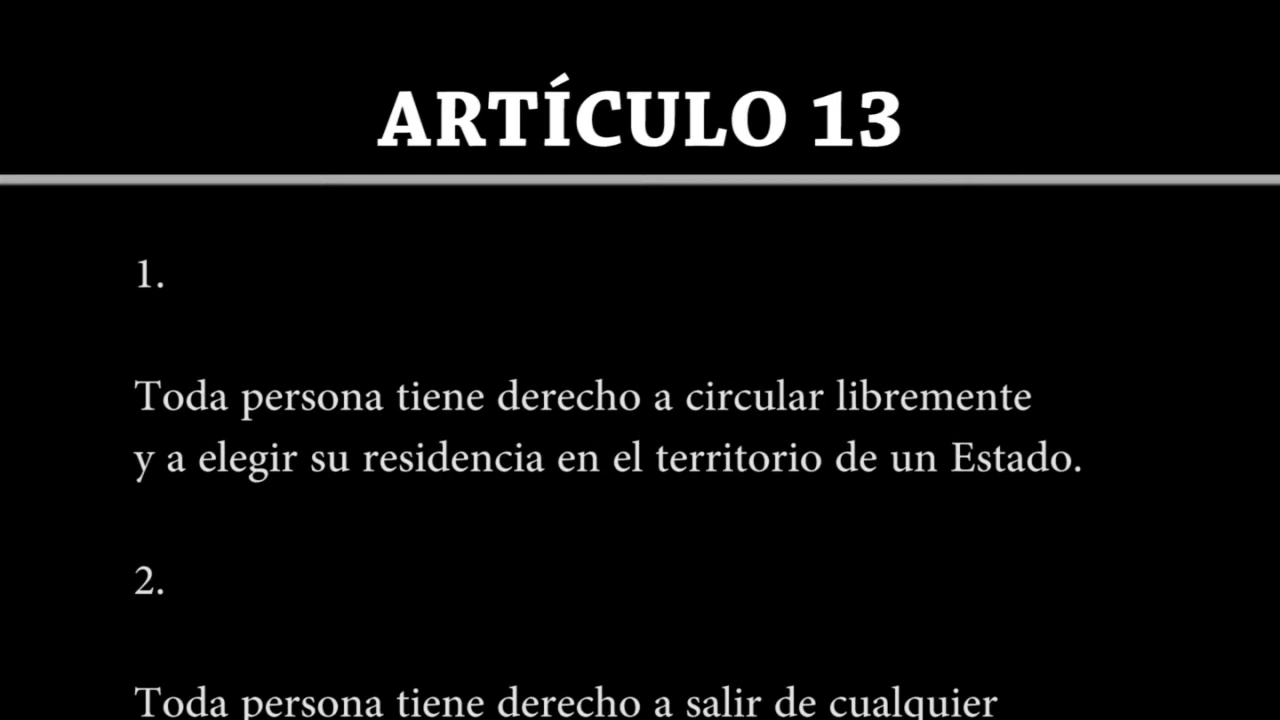 ARTÍCULO 13
1.
Toda persona tiene derecho a circular libremente
y a elegir su residencia en el territorio de un Estado.
2.
Toda persona tiene derecho a salir de cualquier